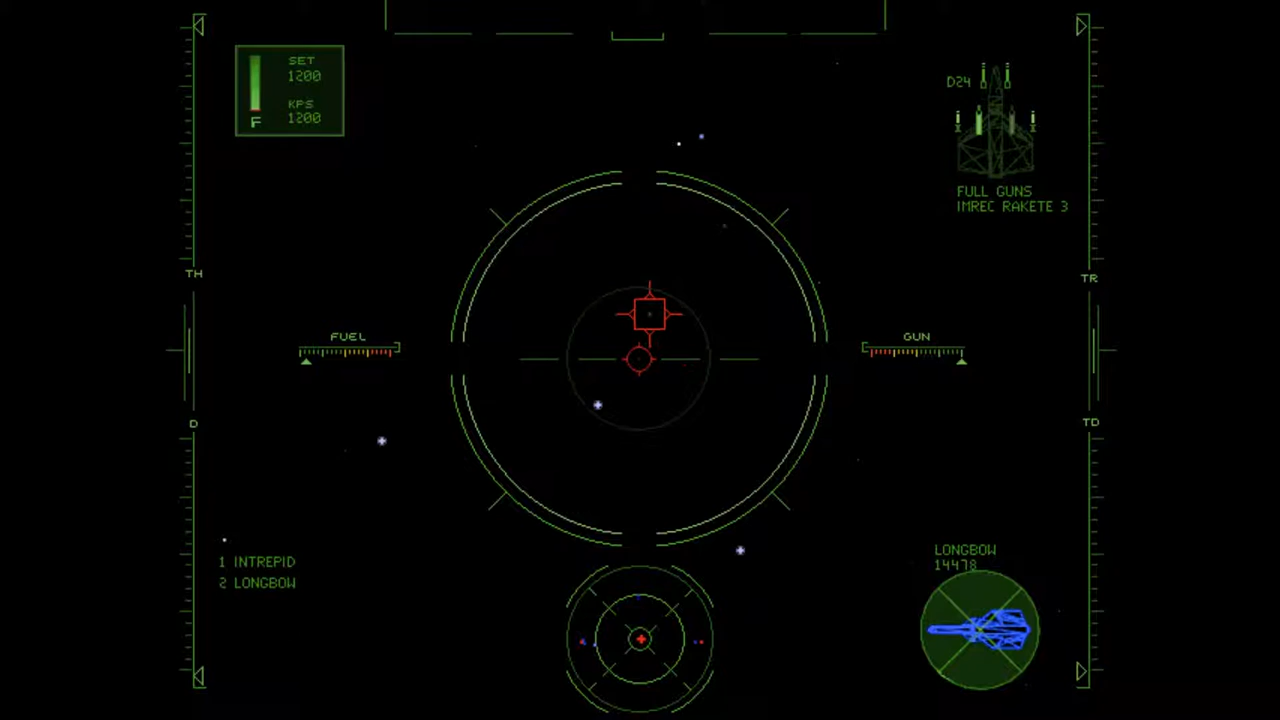 SET
1200
KPS
1200
F
D24
FULL GUNS
IMREC RAKETE 3
TH
TR
FUEL
GUN
D
TD
1 INTREPID
2 LONGBOW
LONGBOW
14478